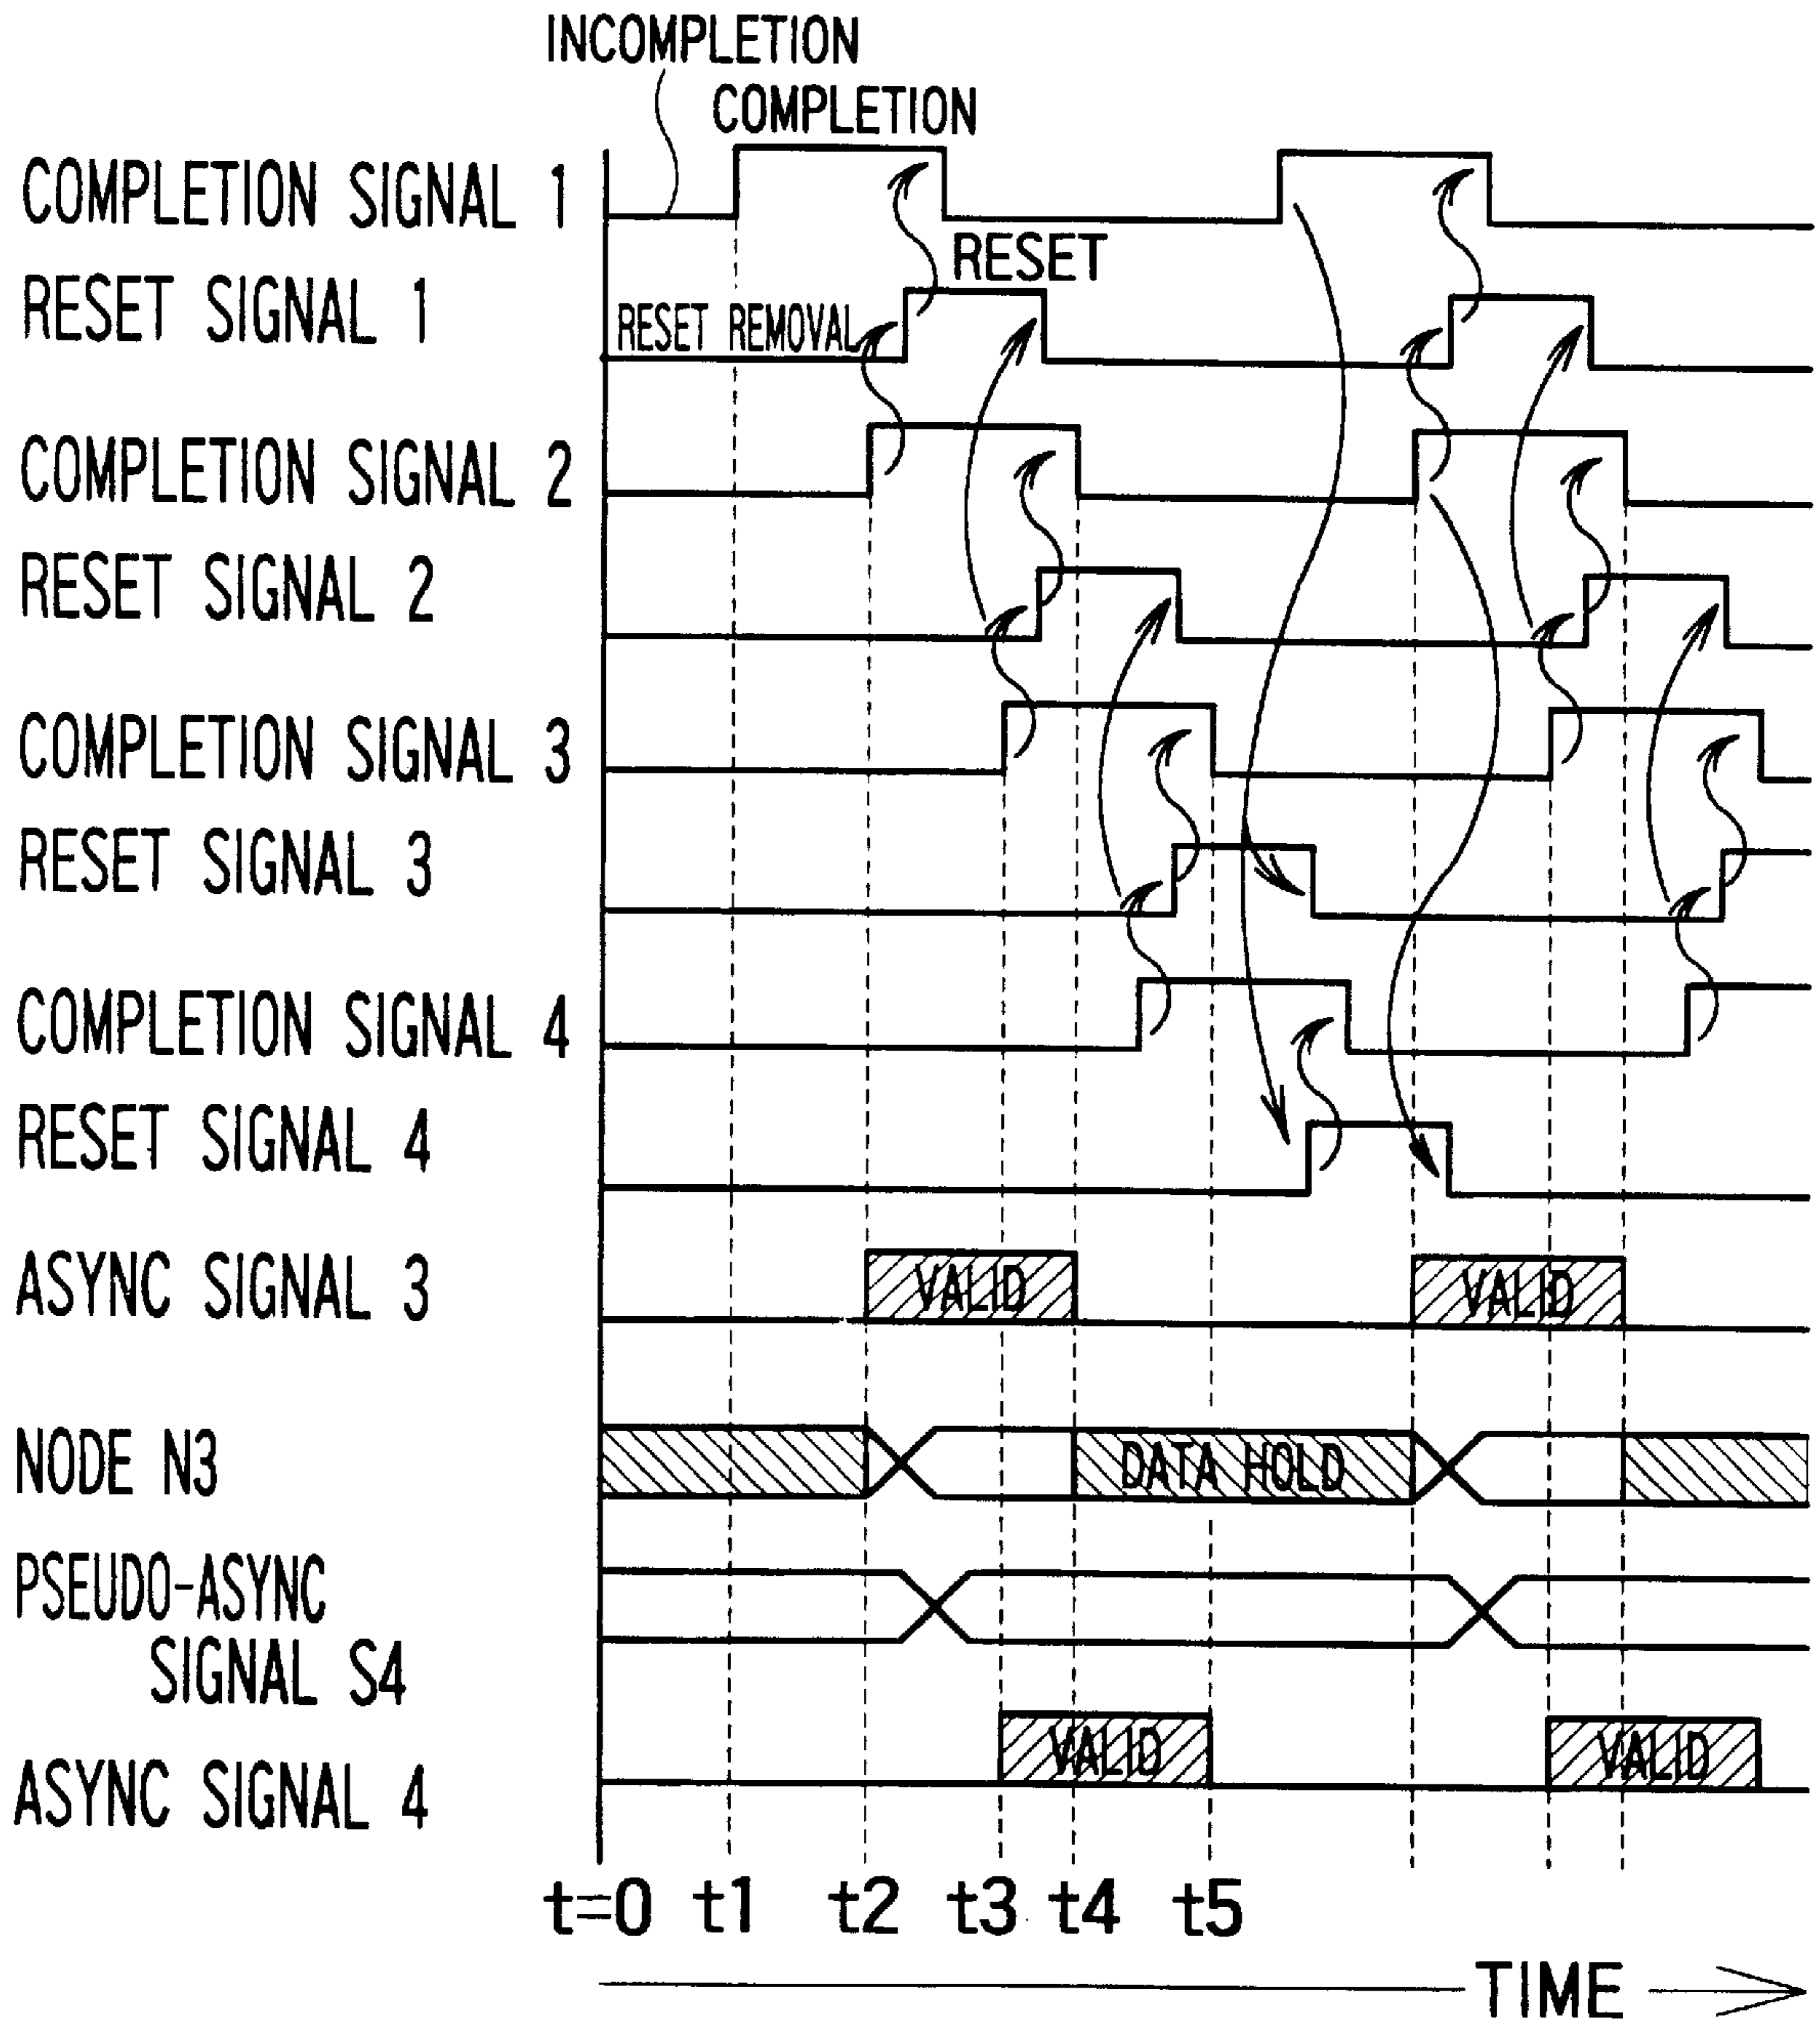 INCOMPLETION
COMPLETION
COMPLETION SIGNAL 1
RESET
RESET SIGNAL 1
RESET REMOVAL
COMPLETION SIGNAL 2
RESET SIGNAL 2
COMPLETION SIGNAL 3
RESET SIGNAL 3
COMPLETION SIGNAL 4
RESET SIGNAL 4
ASYNC SIGNAL 3
VALID
VALID
NODE N3
DATA HOLD
PSEUDO-ASYNC
SIGNAL S4
ASYNC SIGNAL 4
VALID
VALID
t=0 t1 t2 t3 t4 t5
TIME